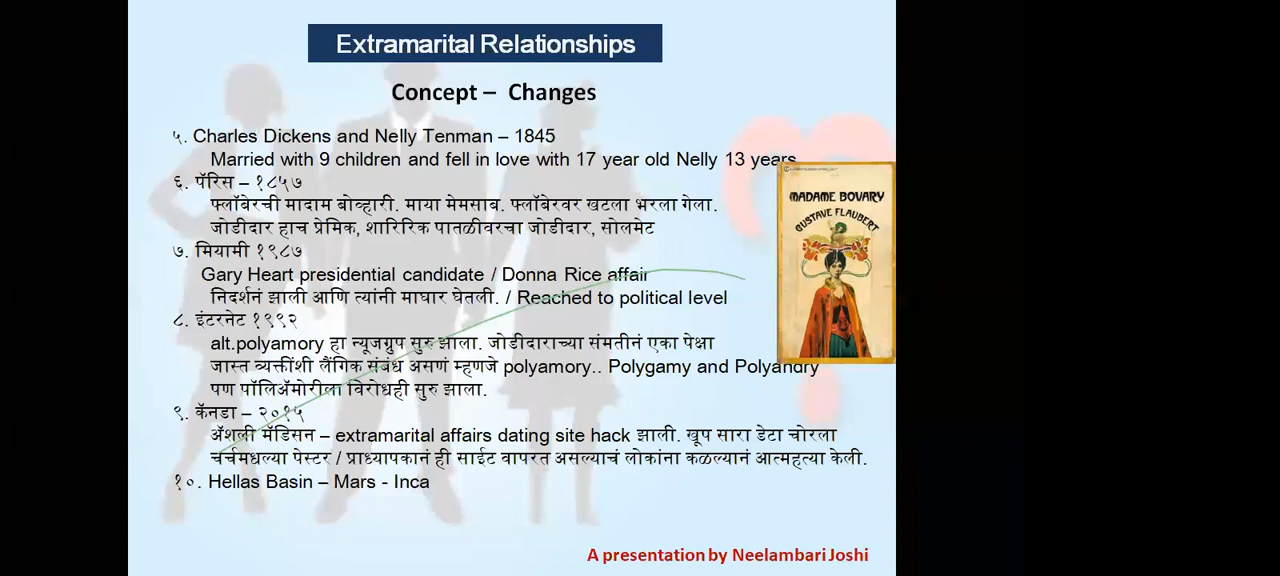 Extramarital Relationships
Concept – Changes
५. Charles Dickens and Nelly Tenman – 1845
Married with 9 children and fell in love with 17 year old Nelly 13 years
६. पॅरिस – १८५७
फ्लॉबेरची मादाम बोव्हारी. माया मेमसाब. फ्लॉबेरवर खटला भरला गेला.
जोडीदार हाच प्रेमिक, शारिरिक पातळीवरचा जोडीदार, सोलमेट
MADAME BOVARY
GUSTAVE FLAUBERT
७. मियामी १९८७
Gary Heart presidential candidate / Donna Rice affair
निदर्शनं झाली आणि त्यांनी माघार घेतली. / Reached to political level
८. इंटरनेट १९९२
alt.polyamory हा न्यूजग्रुप सुरु झाला. जोडीदाराच्या संमतीनं एका पेक्षा
जास्त व्यक्तींशी लैंगिक संबंध असणं म्हणजे polyamory.. Polygamy and Polyandry
पण पॉलिॲमोरीला विरोधही सुरु झाला.
९. कॅनडा – २०१५
ॲशली मॅडिसन – extramarital affairs dating site hack झाली. खूप सारा डेटा चोरला
चर्चमधल्या पेस्टर / प्राध्यापकानं ही साईट वापरत असल्याचं लोकांना कळल्यानं आत्महत्या केली.
१०. Hellas Basin – Mars - Inca
A presentation by Neelambari Joshi